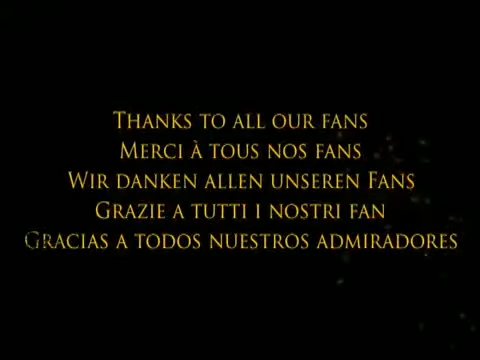 Thanks to all our fans
Merci à tous nos fans
Wir danken allen unseren Fans
Grazie a tutti i nostri fan
Gracias a todos nuestros admiradores